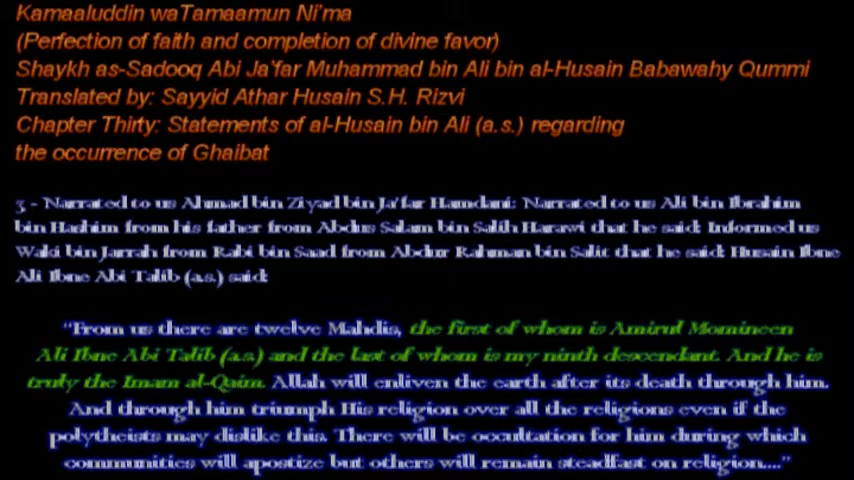 Kamaaluddin waTamaamun Ni'ma
(Perfection of faith and completion of divine favor)
Shaykh as-Sadooq Abi Ja'far Muhammad bin Ali bin al-Husain Babawahy Qummi
Translated by: Sayyid Athar Husain S.H. Rizvi
Chapter Thirty: Statements of al-Husain bin Ali (a.s.) regarding
the occurrence of Ghaibat
3 - Narrated to us Ahmad bin Ziyad bin Ja'far Hamdani: Narrated to us Ali bin Ibrahim
bin Hashim from his father from Abdus Salam bin Salih Harawi that he said: Informed us
Waki bin Jarrah from Rabi bin Saad from Abdur Rahman bin Salit that he said: Husain Ibne
Ali Ibne Abi Talib (a.s.) said:
"From us there are twelve Mahdis, the first of whom is Amirul Momineen
Ali Ibne Abi Talib (a.s.) and the last of whom is my ninth descendant. And he is
truly the Imam al-Qaim. Allah will enliven the earth after its death through him.
And through him triumph His religion over all the religions even if the
polytheists may dislike this. There will be occultation for him during which
communities will apostize but others will remain steadfast on religion...."